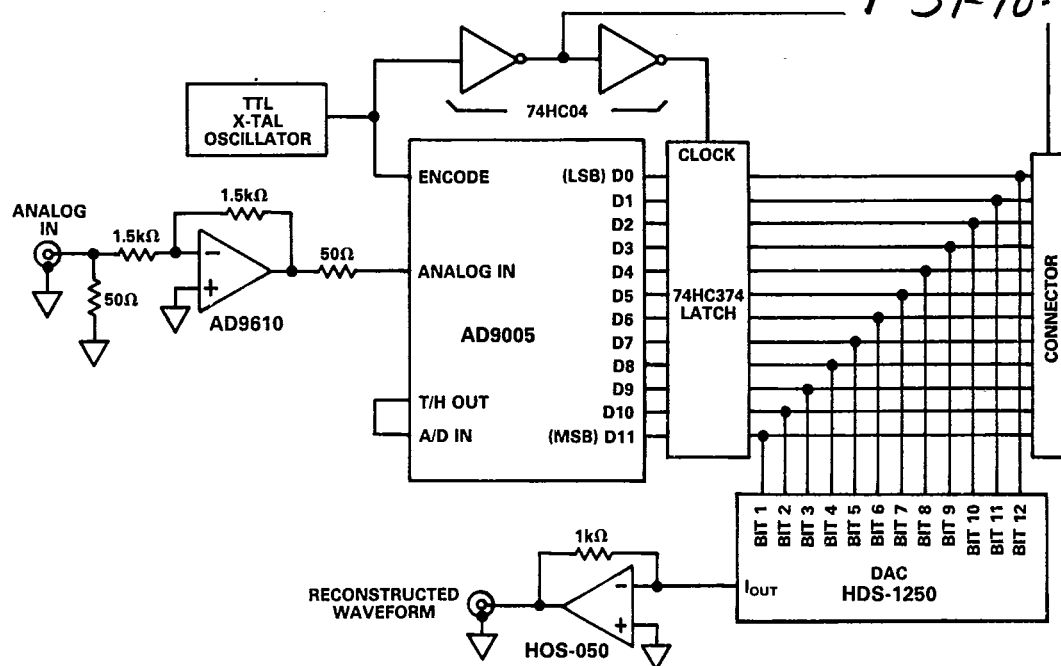 TTL
X-TAL
OSCILLATOR
74HC04
ENCODE
ANALOG IN
AD9005
T/H OUT
A/D IN
(LSB) D0
D1
D2
D3
D4
D5
D6
D7
D8
D9
D10
(MSB) D11
CLOCK
74HC374
LATCH
CONNECTOR
ANALOG
IN
50Ω
1.5kΩ
1.5kΩ
−
+
AD9610
50Ω
BIT 1
BIT 2
BIT 3
BIT 4
BIT 5
BIT 6
BIT 7
BIT 8
BIT 9
BIT 10
BIT 11
BIT 12
IOUT
DAC
HDS-1250
1kΩ
−
+
HOS-050
RECONSTRUCTED
WAVEFORM